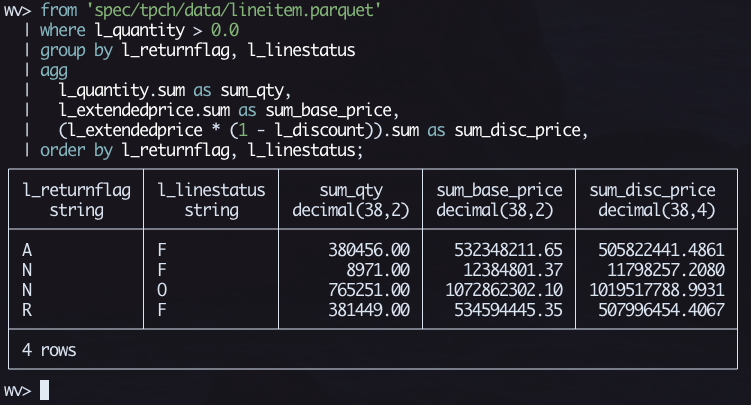 wv> from 'spec/tpch/data/lineitem.parquet'
| where l_quantity > 0.0
| group by l_returnflag, l_linestatus
| agg
| l_quantity.sum as sum_qty,
| l_extendedprice.sum as sum_base_price,
| (l_extendedprice * (1 - l_discount)).sum as sum_disc_price,
| order by l_returnflag, l_linestatus;
l_returnflag l_linestatus sum_qty sum_base_price sum_disc_price
string string decimal(38,2) decimal(38,2) decimal(38,4)
A F 380456.00 532348211.65 505822441.4861
N F 8971.00 12384801.37 11798257.2080
N O 765251.00 1072862302.10 1019517788.9931
R F 381449.00 534594445.35 507996454.4067
4 rows
wv>